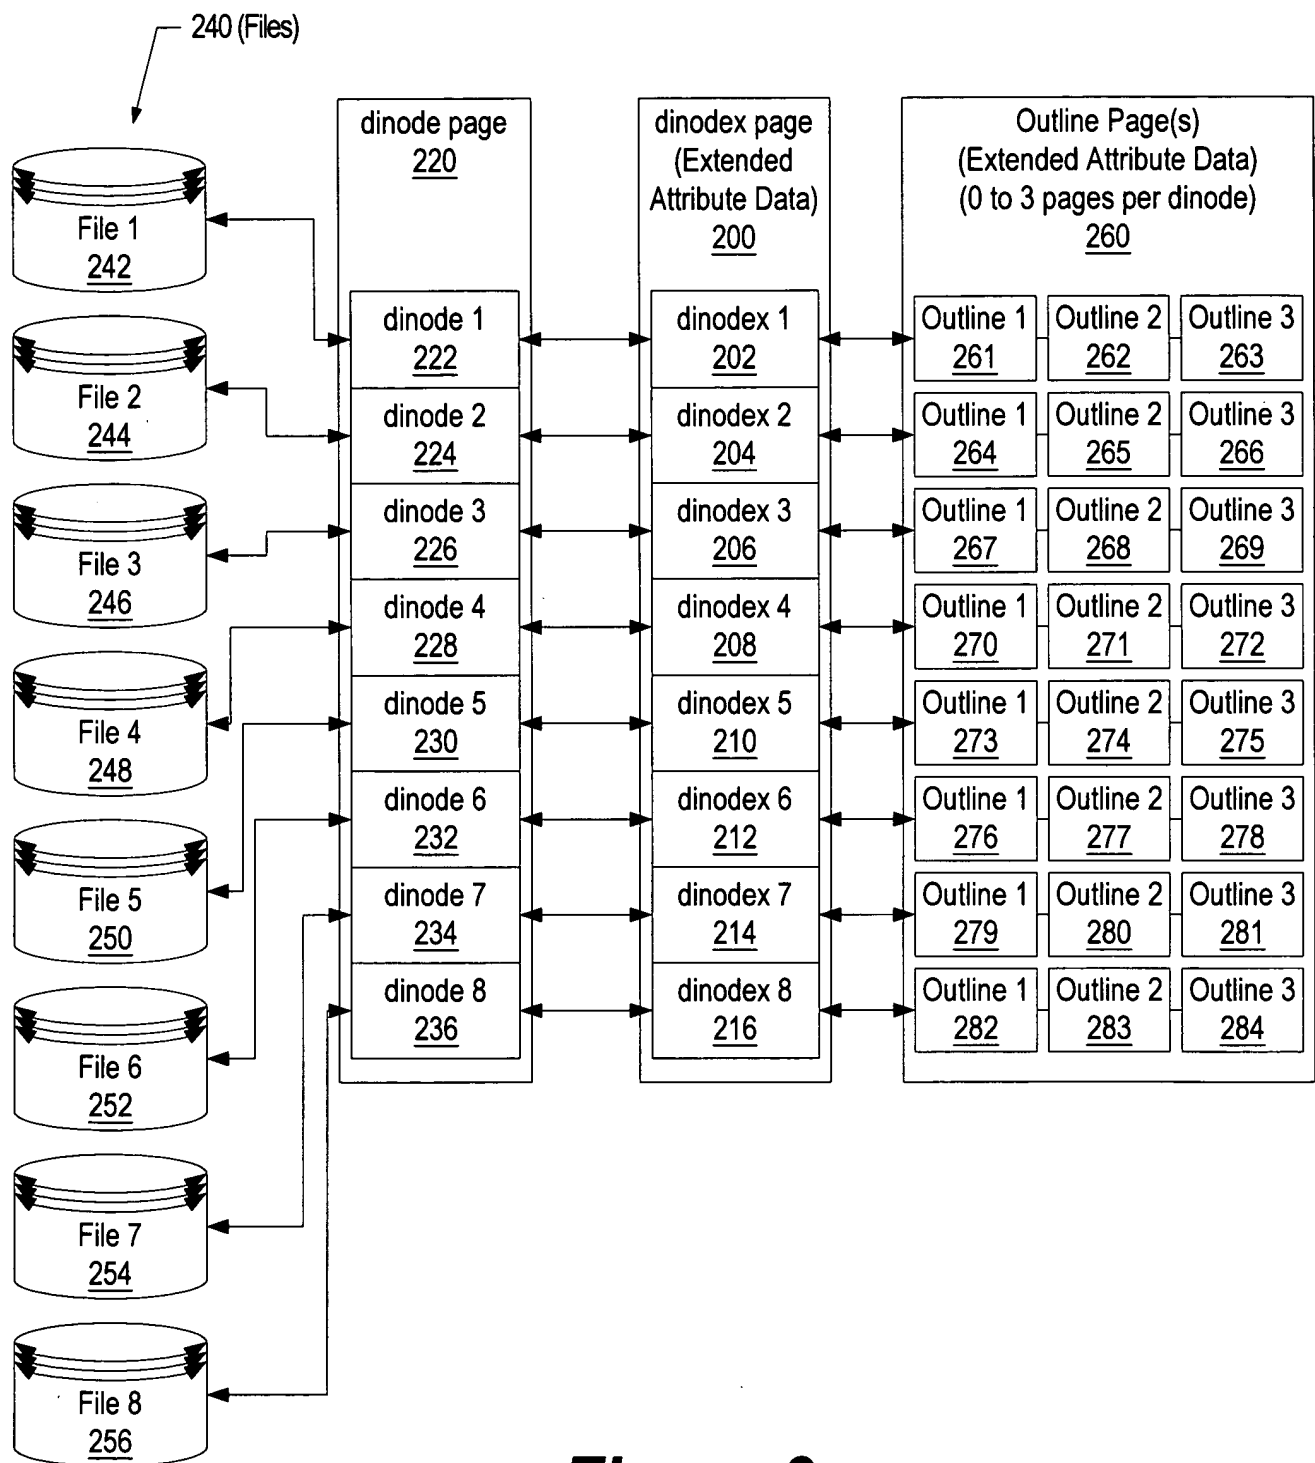 240 (Files)
File 1
242
File 2
244
File 3
246
File 4
248
File 5
250
File 6
252
File 7
254
File 8
256
dinode page
220
dinode 1
222
dinode 2
224
dinode 3
226
dinode 4
228
dinode 5
230
dinode 6
232
dinode 7
234
dinode 8
236
dinodex page
(Extended
Attribute Data)
200
dinodex 1
202
dinodex 2
204
dinodex 3
206
dinodex 4
208
dinodex 5
210
dinodex 6
212
dinodex 7
214
dinodex 8
216
Outline Page(s)
(Extended Attribute Data)
(0 to 3 pages per dinode)
260
Outline 1 Outline 2 Outline 3
261 262 263
Outline 1 Outline 2 Outline 3
264 265 266
Outline 1 Outline 2 Outline 3
267 268 269
Outline 1 Outline 2 Outline 3
270 271 272
Outline 1 Outline 2 Outline 3
273 274 275
Outline 1 Outline 2 Outline 3
276 277 278
Outline 1 Outline 2 Outline 3
279 280 281
Outline 1 Outline 2 Outline 3
282 283 284